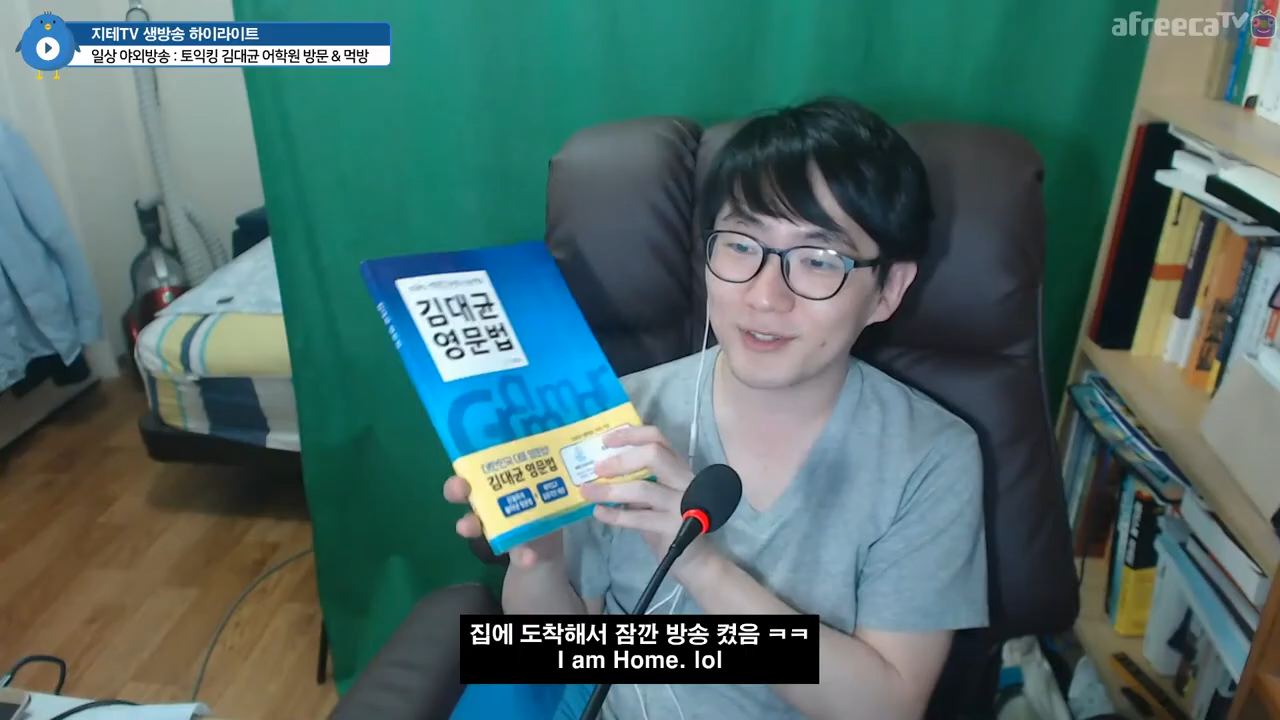 지테TV 생방송 하이라이트
일상 야외방송 : 토익킹 김대균 어학원 방문 & 먹방
afreecaTV
김대균
영문법
김대균 영문법
집에 도착해서 잠깐 방송 켰음 ㅋㅋ
I am Home. lol